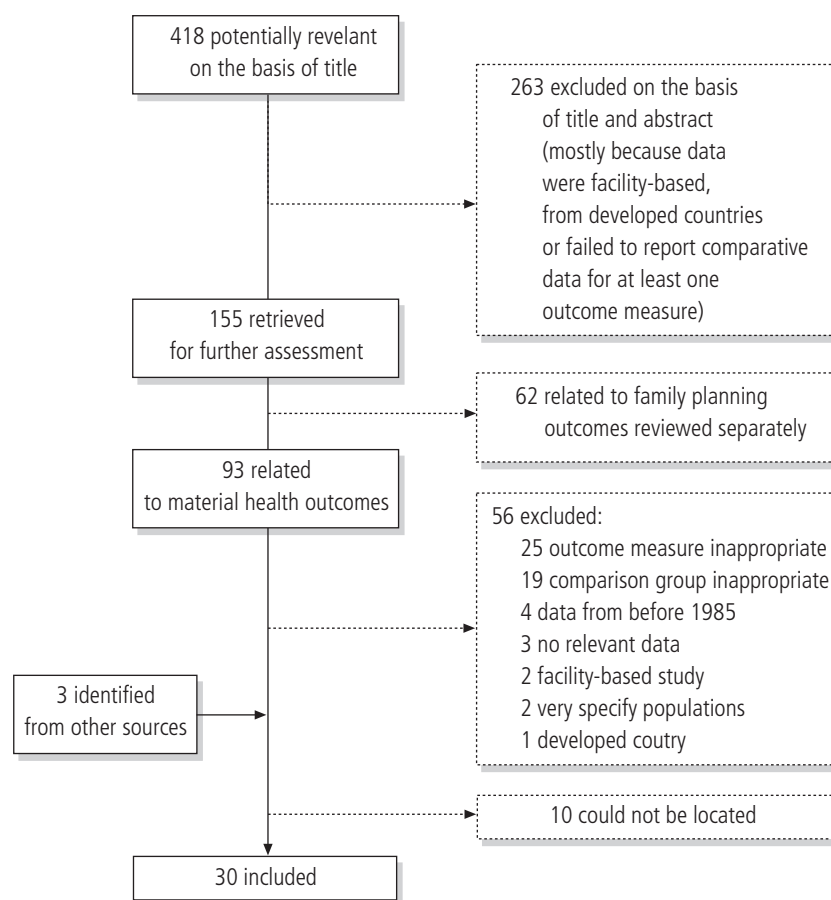 418 potentially revelant
on the basis of title
263 excluded on the basis
of title and abstract
(mostly because data
were facility-based,
from developed countries
or failed to report comparative
data for at least one
outcome measure)
155 retrieved
for further assessment
62 related to family planning
outcomes reviewed separately
93 related
to material health outcomes
56 excluded:
25 outcome measure inappropriate
19 comparison group inappropriate
4 data from before 1985
3 no relevant data
2 facility-based study
2 very specify populations
1 developed coutry
3 identified
from other sources
10 could not be located
30 included